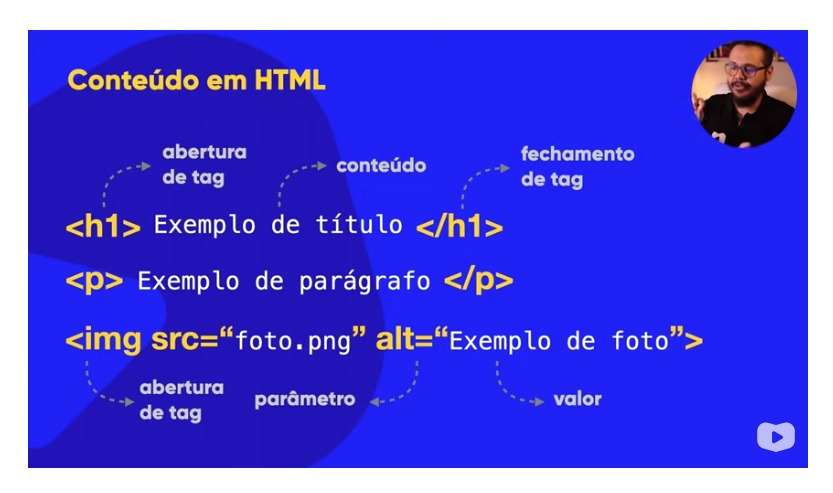 Conteúdo em HTML
abertura
de tag
conteúdo
fechamento
de tag
<h1> Exemplo de título </h1>
<p> Exemplo de parágrafo </p>
<img src=“foto.png” alt=“Exemplo de foto”>
abertura
de tag
parâmetro
valor